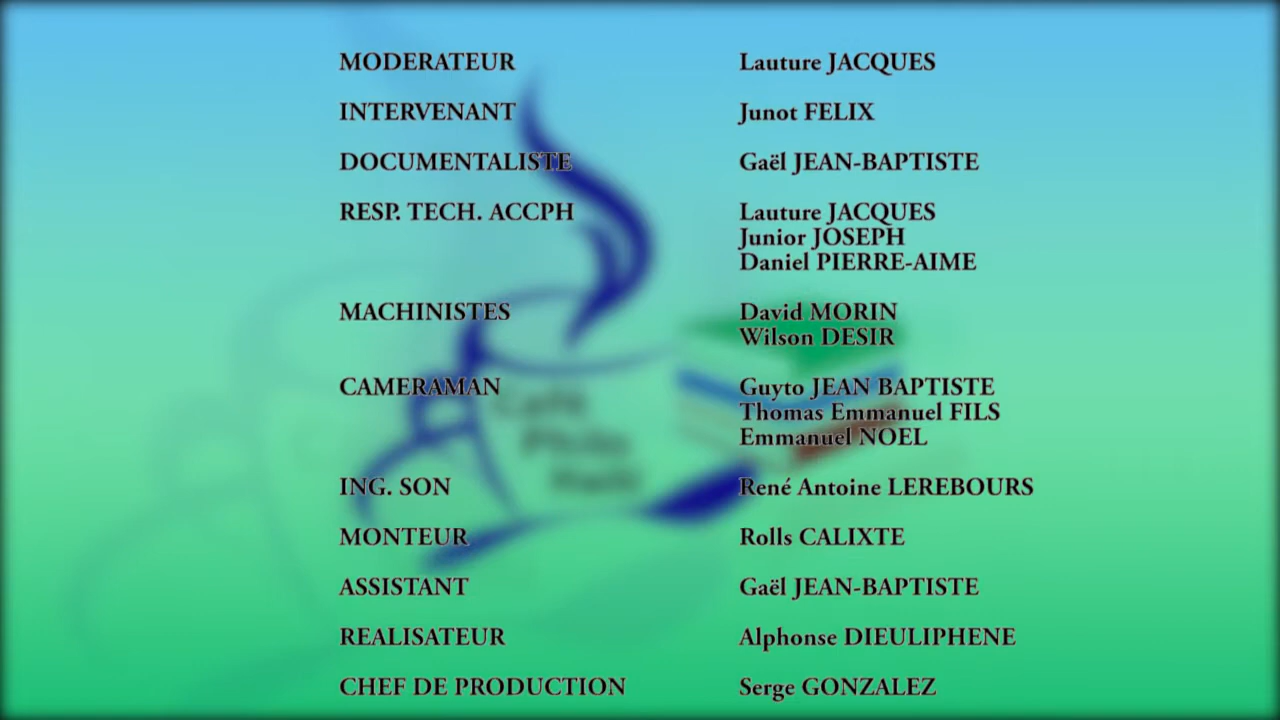 MODERATEUR Lauture JACQUES
INTERVENANT Junot FELIX
DOCUMENTALISTE Gaël JEAN-BAPTISTE
RESP. TECH. ACCPH Lauture JACQUES
Junior JOSEPH
Daniel PIERRE-AIME
MACHINISTES David MORIN
Wilson DESIR
CAMERAMAN Guyto JEAN BAPTISTE
Thomas Emmanuel FILS
Emmanuel NOEL
ING. SON René Antoine LEREBOURS
MONTEUR Rolls CALIXTE
ASSISTANT Gaël JEAN-BAPTISTE
REALISATEUR Alphonse DIEULIPHENE
CHEF DE PRODUCTION Serge GONZALEZ